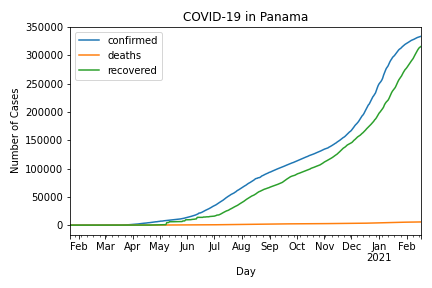 COVID-19 in Panama
350000
300000
250000
200000
150000
100000
50000
0
Number of Cases
confirmed
deaths
recovered
Feb Mar Apr May Jun Jul Aug Sep Oct Nov Dec Jan Feb
2021
Day